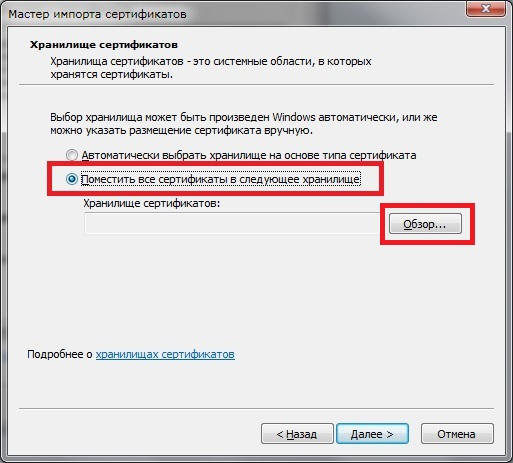 Мастер импорта сертификатов
Хранилище сертификатов
Хранилища сертификатов - это системные области, в которых
хранятся сертификаты.
Выбор хранилища может быть произведен Windows автоматически, или же
можно указать размещение сертификата вручную.
Автоматически выбрать хранилище на основе типа сертификата
Поместить все сертификаты в следующее хранилище
Хранилище сертификатов:
Обзор...
Подробнее о хранилищах сертификатов
< Назад
Далее >
Отмена